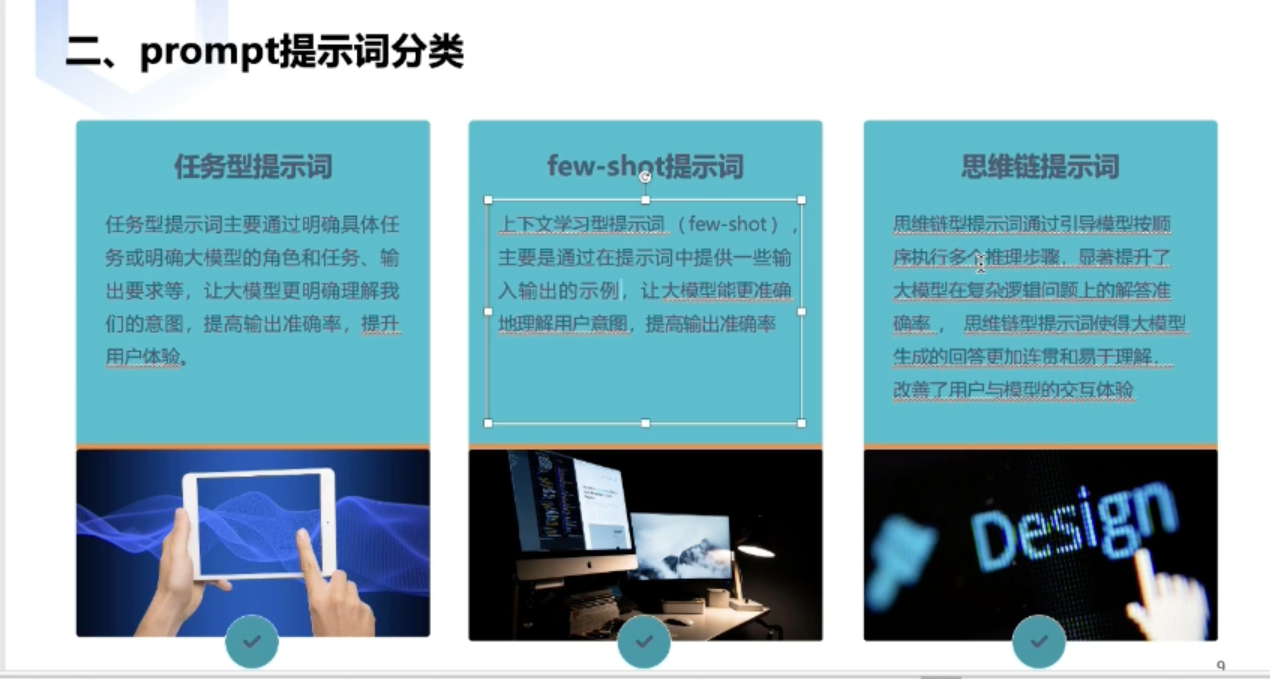 二、prompt提示词分类
任务型提示词
任务型提示词主要通过明确具体任
务或明确大模型的角色和任务、输
出要求等，让大模型更明确理解我
们的意图，提高输出准确率，提升
用户体验。
few-shot提示词
上下文学习型提示词 （few-shot），
主要是通过在提示词中提供一些输
入输出的示例，让大模型能更准确
地理解用户意图，提高输出准确率
思维链提示词
思维链型提示词通过引导模型按顺
序执行多个推理步骤，显著提升了
大模型在复杂逻辑问题上的解答准
确率 ， 思维链型提示词使得大模型
生成的回答更加连贯和易于理解，
改善了用户与模型的交互体验
Design
9